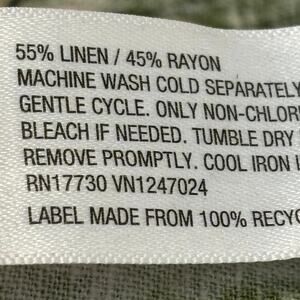 55% LINEN / 45% RAYON
MACHINE WASH COLD SEPARATELY
GENTLE CYCLE. ONLY NON-CHLOR
BLEACH IF NEEDED. TUMBLE DRY
REMOVE PROMPTLY. COOL IRON I
RN17730 VN1247024
LABEL MADE FROM 100% RECYC